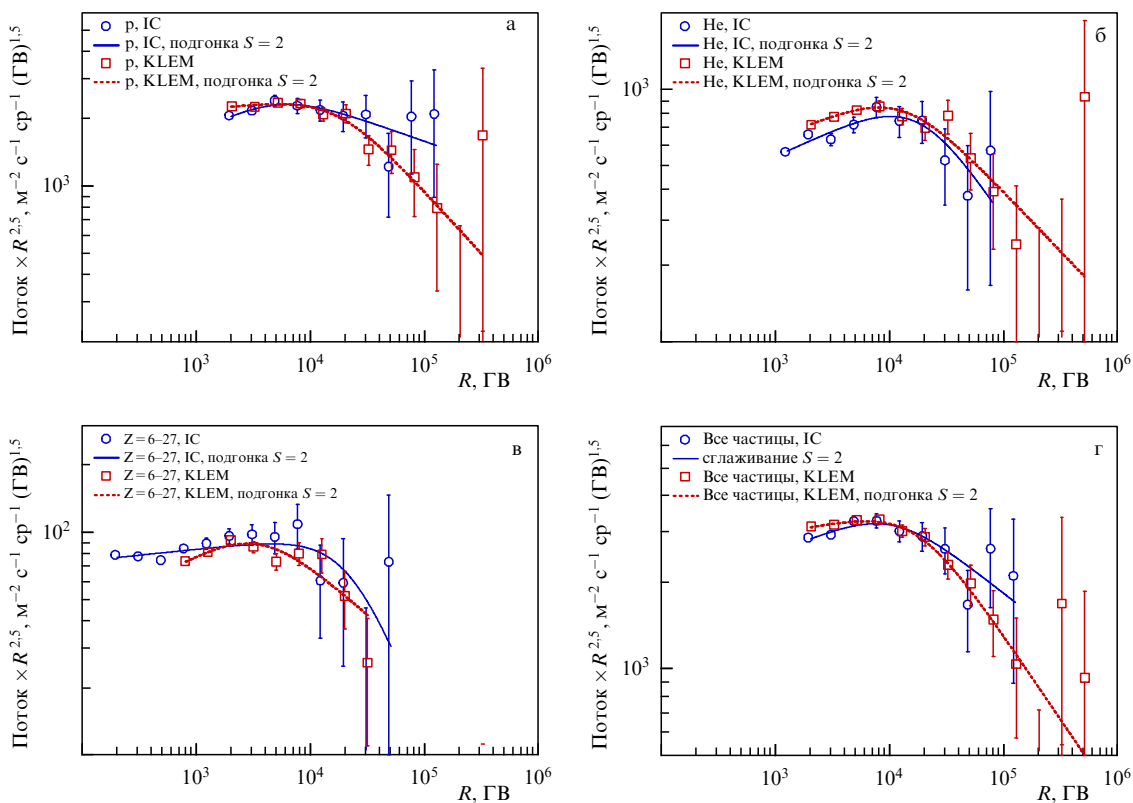 а
p, IC
p, IC, подгонка S = 2
p, KLEM
p, KLEM, подгонка S = 2
Поток × R^2,5, м^−2 с^−1 ср^−1 (ГВ)^1,5
10^3
10^3 10^4 10^5 10^6
R, ГВ
б
He, IC
He, IC, подгонка S = 2
He, KLEM
He, KLEM, подгонка S = 2
Поток × R^2,5, м^−2 с^−1 ср^−1 (ГВ)^1,5
10^3
10^3 10^4 10^5 10^6
R, ГВ
в
Z = 6–27, IC
Z = 6–27, IC, подгонка S = 2
Z = 6–27, KLEM
Z = 6–27, KLEM, подгонка S = 2
Поток × R^2,5, м^−2 с^−1 ср^−1 (ГВ)^1,5
10^2
10^3 10^4 10^5 10^6
R, ГВ
г
Все частицы, IC
сглаживание S = 2
Все частицы, KLEM
Все частицы, KLEM, подгонка S = 2
Поток × R^2,5, м^−2 с^−1 ср^−1 (ГВ)^1,5
10^3
10^3 10^4 10^5 10^6
R, ГВ